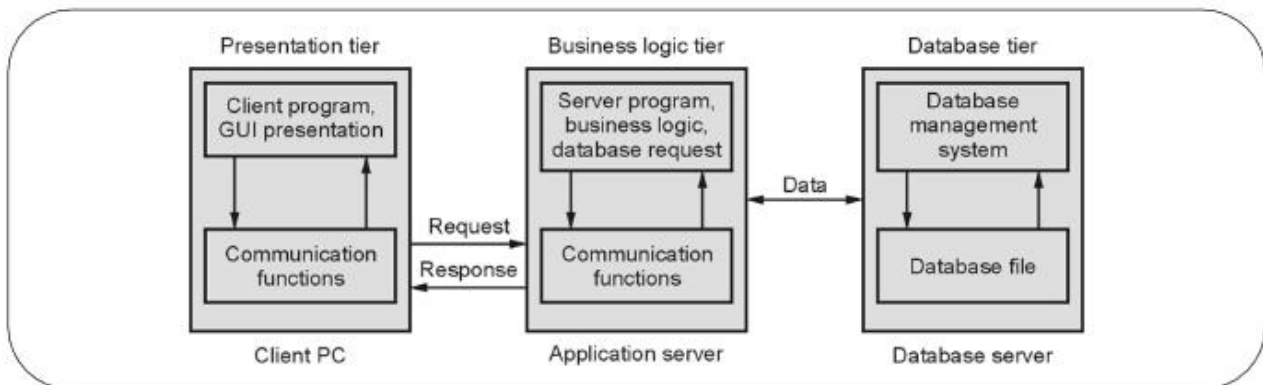 Presentation tier
Business logic tier
Database tier
Client program,
GUI presentation
Server program,
business logic,
database request
Database
management
system
Data
Request
Response
Communication
functions
Communication
functions
Database file
Client PC
Application server
Database server